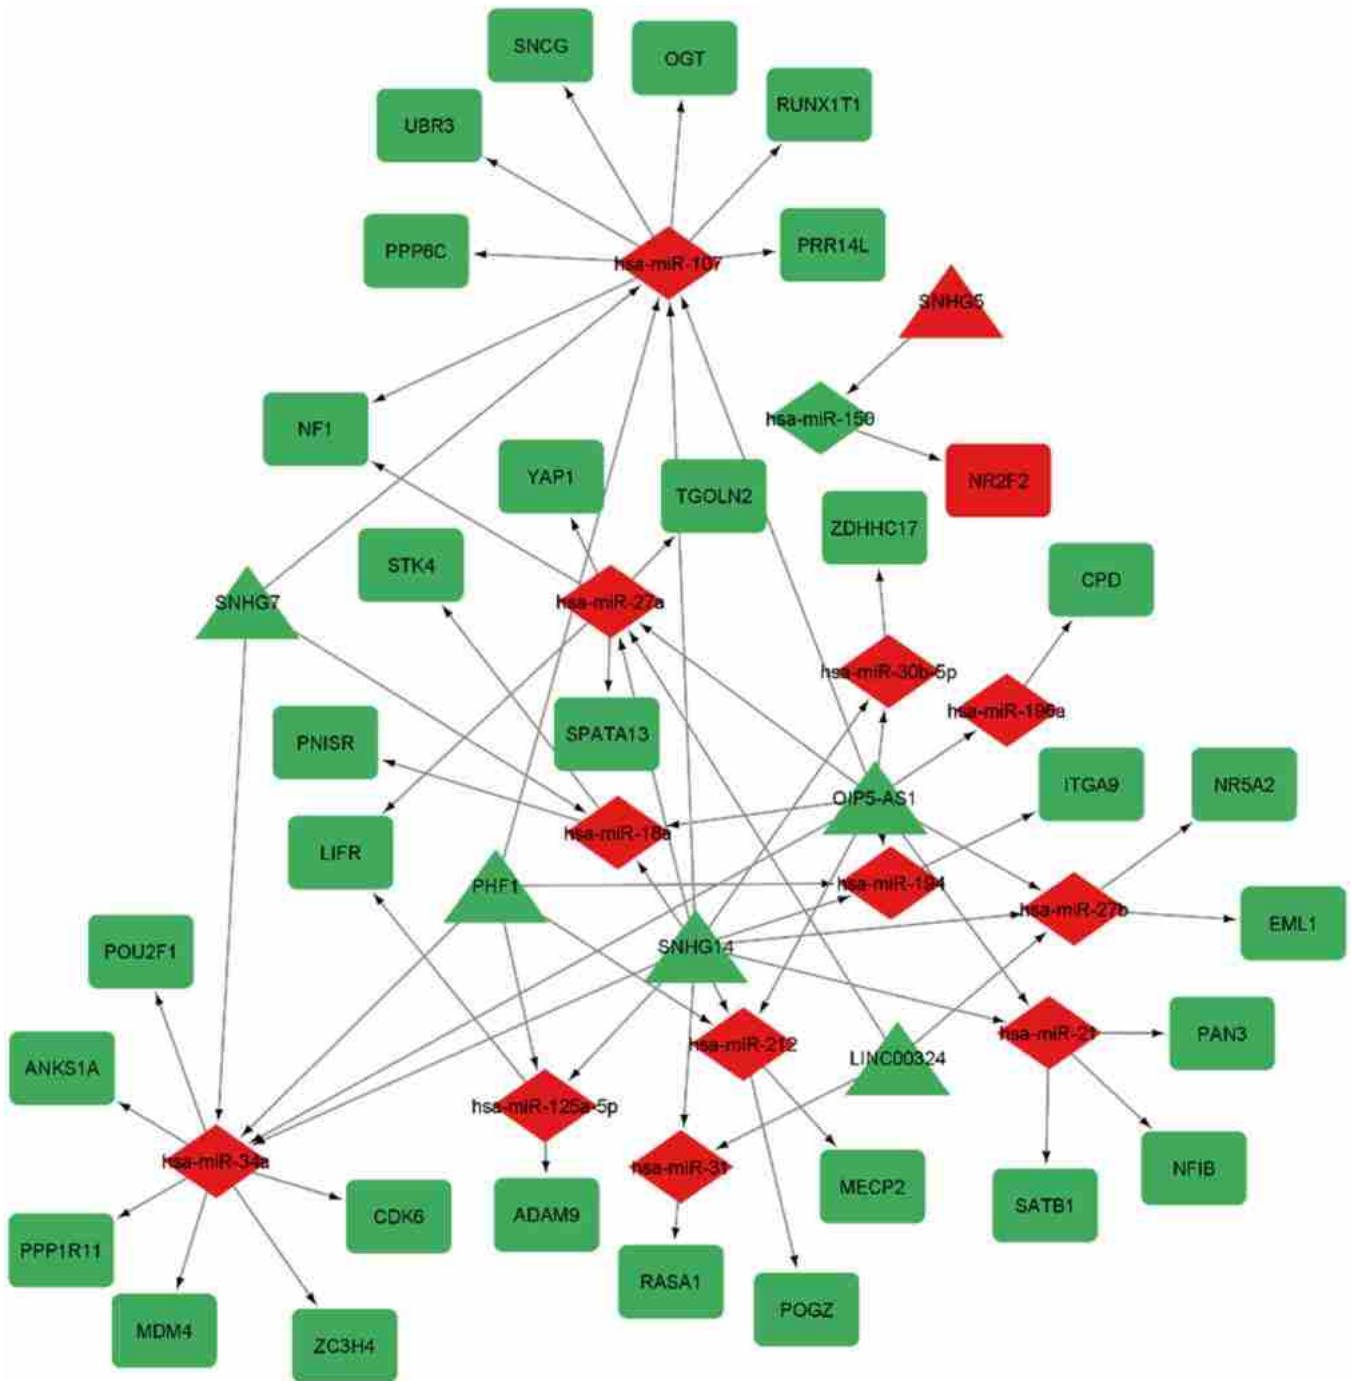 SNCG
OGT
RUNX1T1
UBR3
PPP6C
PRR14L
hsa-miR-107
SNHG5
hsa-miR-150
NF1
NR2F2
YAP1
TGOLN2
ZDHHC17
STK4
CPD
SNHG7
hsa-miR-27a
hsa-miR-30b-5p
hsa-miR-196a
SPATA13
PNISR
ITGA9
NR5A2
OIP5-AS1
hsa-miR-18a
LIFR
PHF1
hsa-miR-194
hsa-miR-27b
EML1
POU2F1
SNHG14
hsa-miR-21
PAN3
hsa-miR-212
LINC00324
ANKS1A
hsa-miR-125a-5p
hsa-miR-34a
hsa-miR-31
NFIB
MECP2
SATB1
CDK6
ADAM9
PPP1R11
RASA1
POGZ
MDM4
ZC3H4